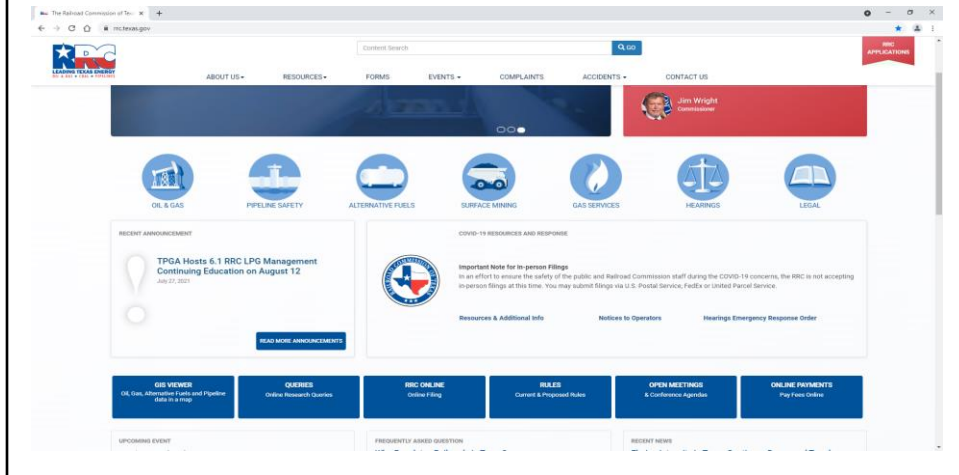 The Railroad Commission of Tex
rrc.texas.gov
RRC
LEADING TEXAS ENERGY
Content Search
GO
RRC
APPLICATIONS
ABOUT US
RESOURCES
FORMS
EVENTS
COMPLAINTS
ACCIDENTS
CONTACT US
Jim Wright
Commissioner
OIL & GAS
PIPELINE SAFETY
ALTERNATIVE FUELS
SURFACE MINING
GAS SERVICES
HEARINGS
LEGAL
RECENT ANNOUNCEMENT
TPGA Hosts 6.1 RRC LPG Management
Continuing Education on August 12
July 27, 2021
READ MORE ANNOUNCEMENTS
COVID-19 RESOURCES AND RESPONSE
RAILROAD COMMISSION OF TEXAS
Important Note for In-person Filings
In an effort to ensure the safety of the public and Railroad Commission staff during the COVID-19 concerns, the RRC is not accepting
in-person filings at this time. You may submit filings via U.S. Postal Service, FedEx or United Parcel Service.
Resources & Additional Info
Notices to Operators
Hearings Emergency Response Order
GIS VIEWER
Oil, Gas, Alternative Fuels and Pipeline
data in a map
QUERIES
Online Research Queries
RRC ONLINE
Online Filing
RULES
Current & Proposed Rules
OPEN MEETINGS
& Conference Agendas
ONLINE PAYMENTS
Pay Fees Online
UPCOMING EVENT
FREQUENTLY ASKED QUESTION
RECENT NEWS